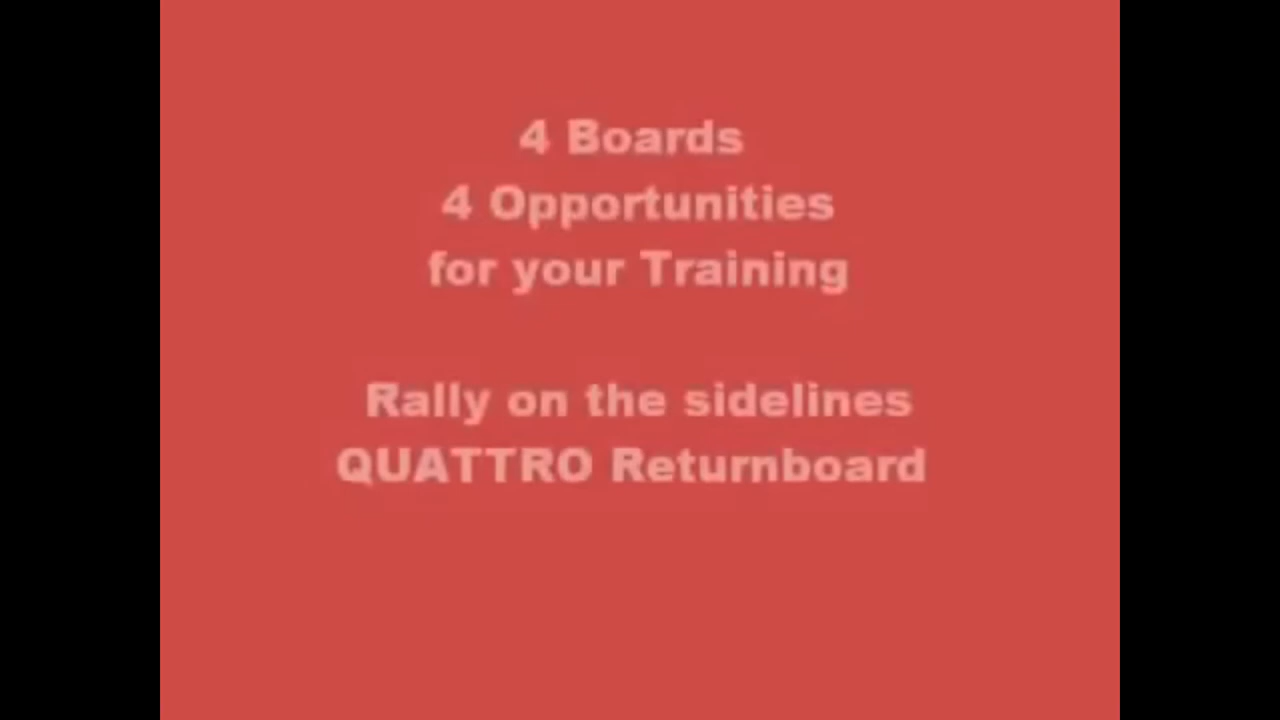 4 Boards
4 Opportunities
for your Training
Rally on the sidelines
QUATTRO Returnboard